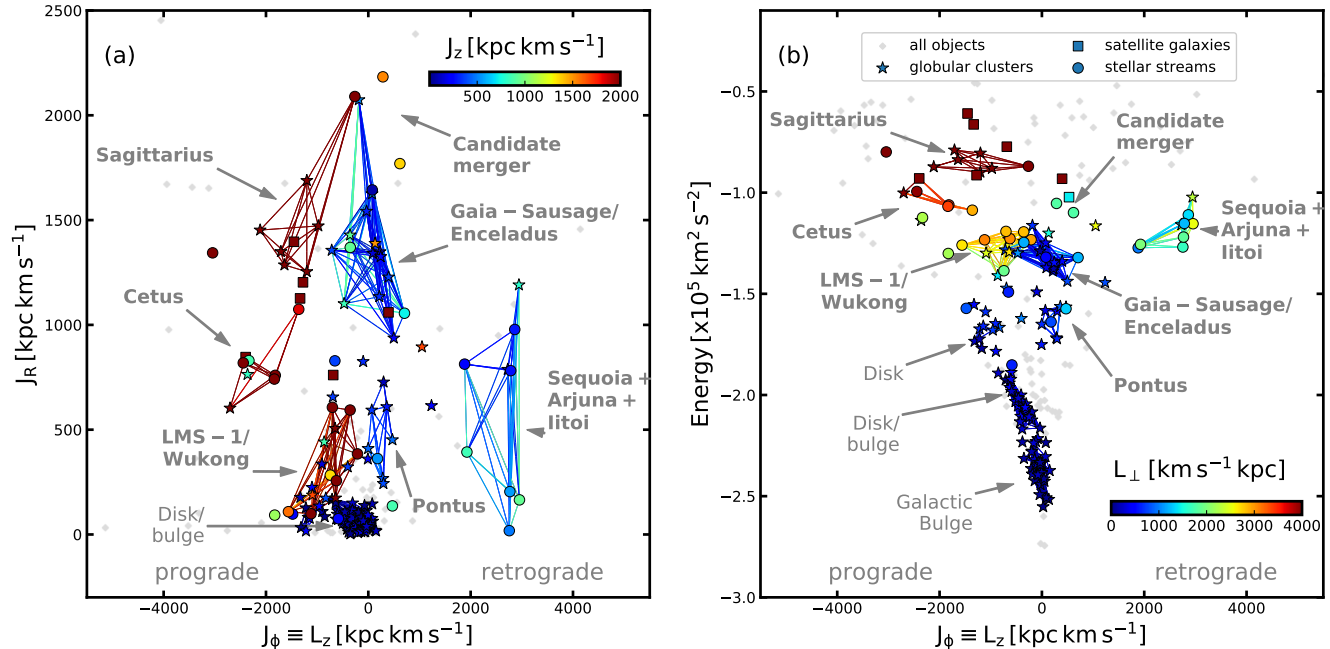 (a)
J_z [kpc km s⁻¹]
500 1000 1500 2000
Sagittarius
Candidate
merger
Gaia − Sausage/
Enceladus
Cetus
Sequoia +
Arjuna +
Iitoi
LMS − 1/
Wukong
Pontus
Disk/
bulge
prograde
retrograde
2500
2000
1500
1000
500
0
−4000 −2000 0 2000 4000
J_R [kpc km s⁻¹]
J_ϕ ≡ L_z [kpc km s⁻¹]
(b)
all objects
globular clusters
satellite galaxies
stellar streams
Sagittarius
Candidate
merger
Cetus
Sequoia +
Arjuna +
Iitoi
LMS − 1/
Wukong
Gaia − Sausage/
Enceladus
Disk
Pontus
Disk/
bulge
Galactic
Bulge
L_⊥ [km s⁻¹ kpc]
0 1000 2000 3000 4000
prograde
retrograde
−0.0
−0.5
−1.0
−1.5
−2.0
−2.5
−3.0
−4000 −2000 0 2000 4000
Energy [x10⁵ km² s⁻²]
J_ϕ ≡ L_z [kpc km s⁻¹]